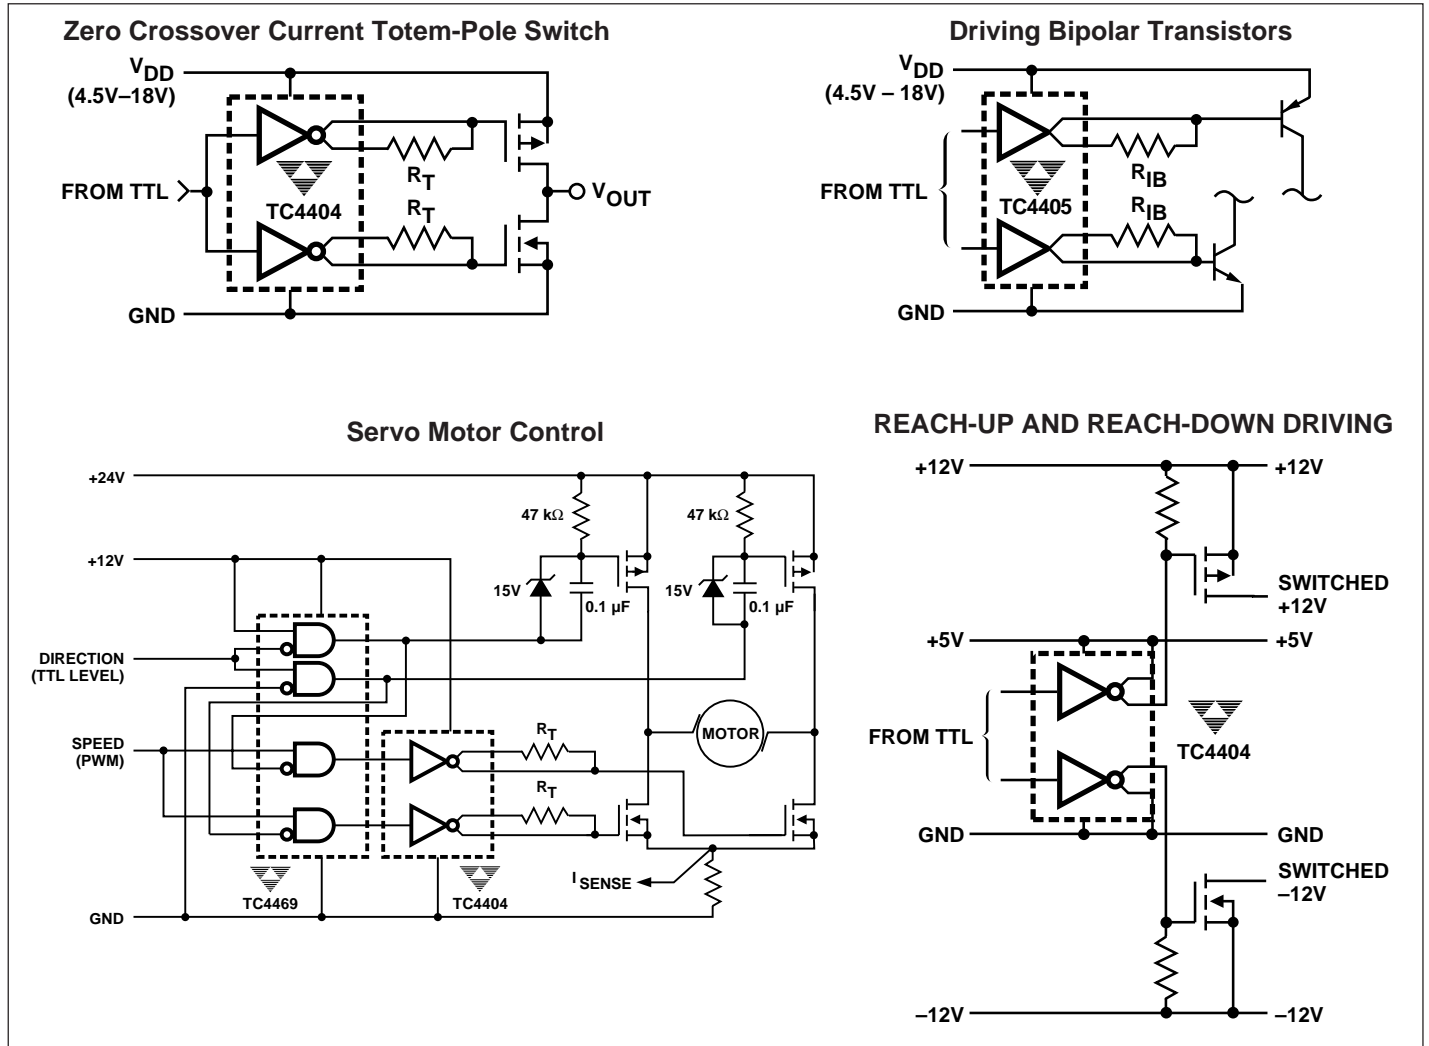 Zero Crossover Current Totem-Pole Switch
VDD
(4.5V–18V)
FROM TTL
TC4404
RT
RT
VOUT
GND
Driving Bipolar Transistors
VDD
(4.5V – 18V)
FROM TTL
TC4405
RIB
RIB
GND
Servo Motor Control
+24V
47 kΩ
47 kΩ
+12V
15V
0.1 µF
15V
0.1 µF
DIRECTION
(TTL LEVEL)
SPEED
(PWM)
RT
RT
MOTOR
ISENSE
TC4469
TC4404
GND
REACH-UP AND REACH-DOWN DRIVING
+12V
+12V
SWITCHED
+12V
+5V
+5V
FROM TTL
TC4404
GND
GND
SWITCHED
–12V
–12V
–12V